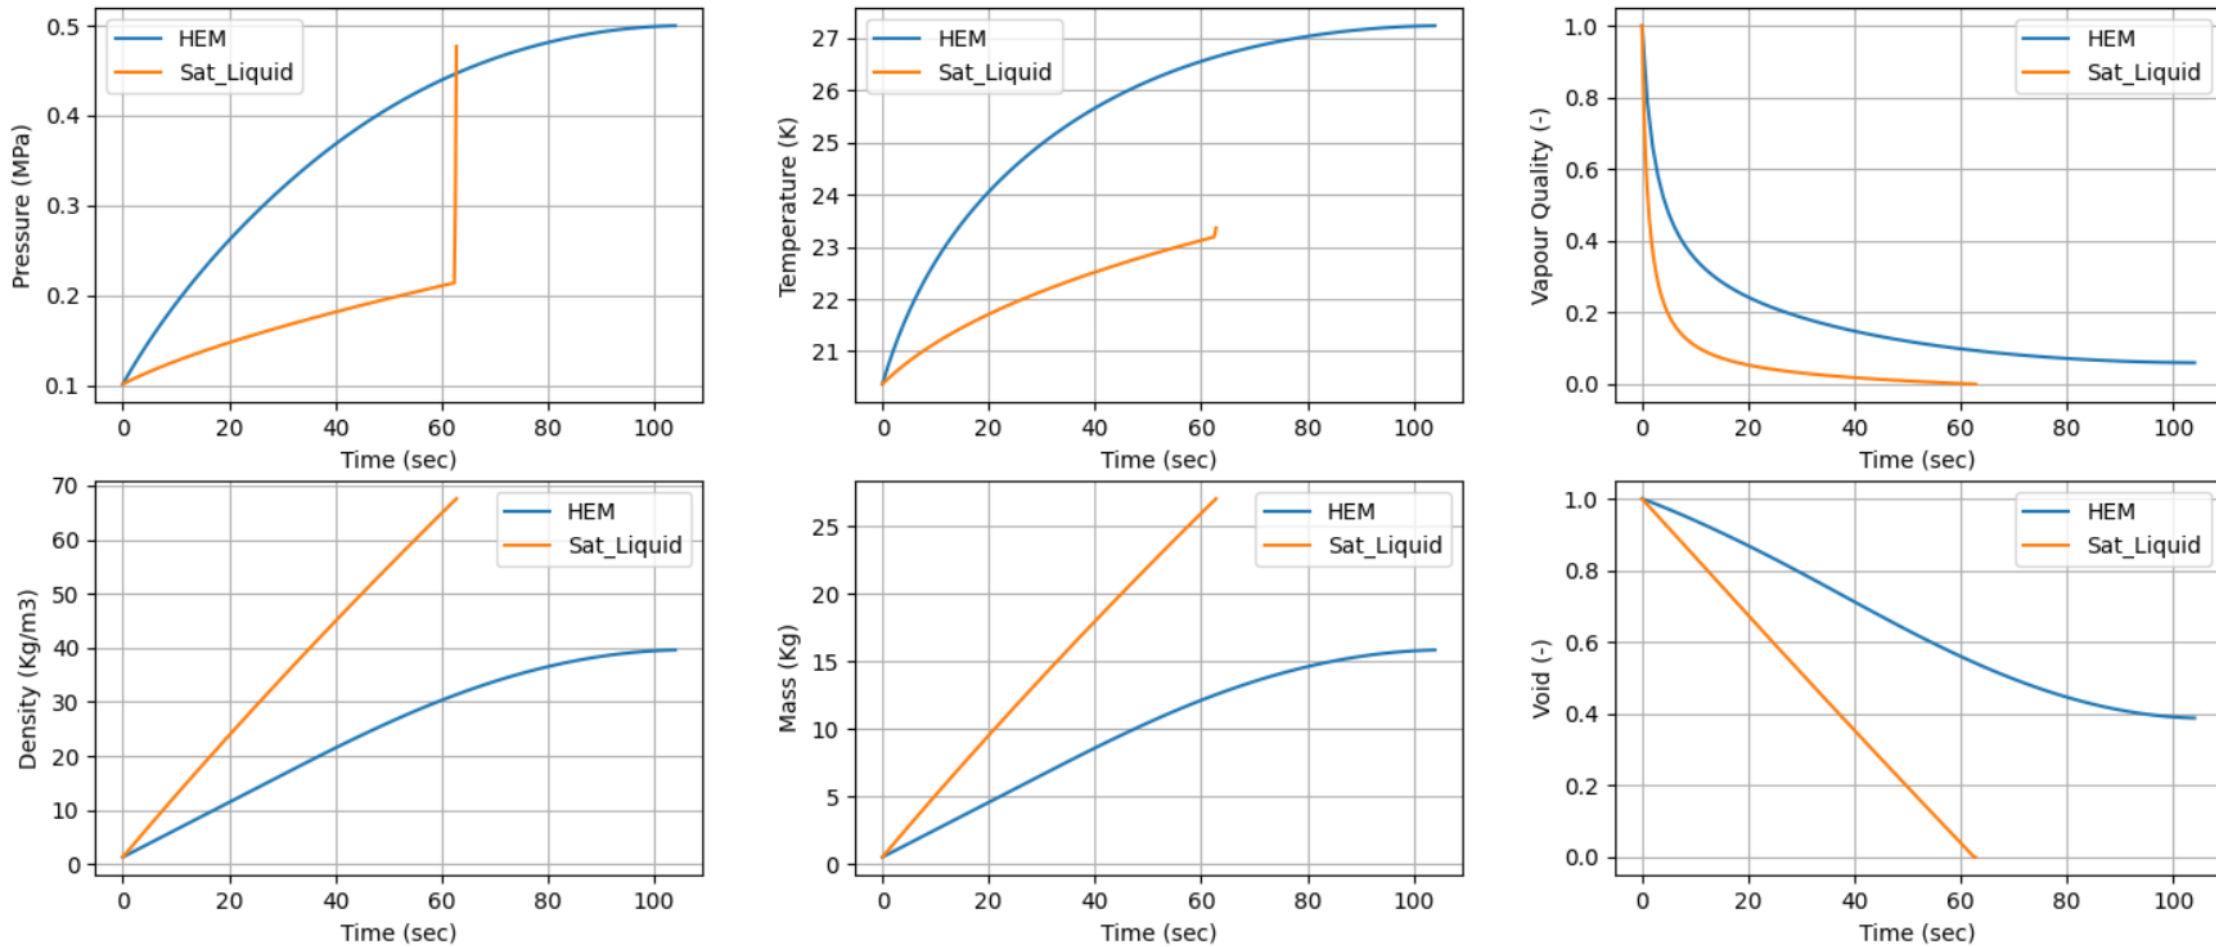 Pressure (MPa)
0.5
0.4
0.3
0.2
0.1
HEM
Sat_Liquid
0 20 40 60 80 100
Time (sec)
Temperature (K)
27
26
25
24
23
22
21
HEM
Sat_Liquid
0 20 40 60 80 100
Time (sec)
Vapour Quality (-)
1.0
0.8
0.6
0.4
0.2
0.0
HEM
Sat_Liquid
0 20 40 60 80 100
Time (sec)
Density (Kg/m3)
70
60
50
40
30
20
10
0
HEM
Sat_Liquid
0 20 40 60 80 100
Time (sec)
Mass (Kg)
25
20
15
10
5
0
HEM
Sat_Liquid
0 20 40 60 80 100
Time (sec)
Void (-)
1.0
0.8
0.6
0.4
0.2
0.0
HEM
Sat_Liquid
0 20 40 60 80 100
Time (sec)